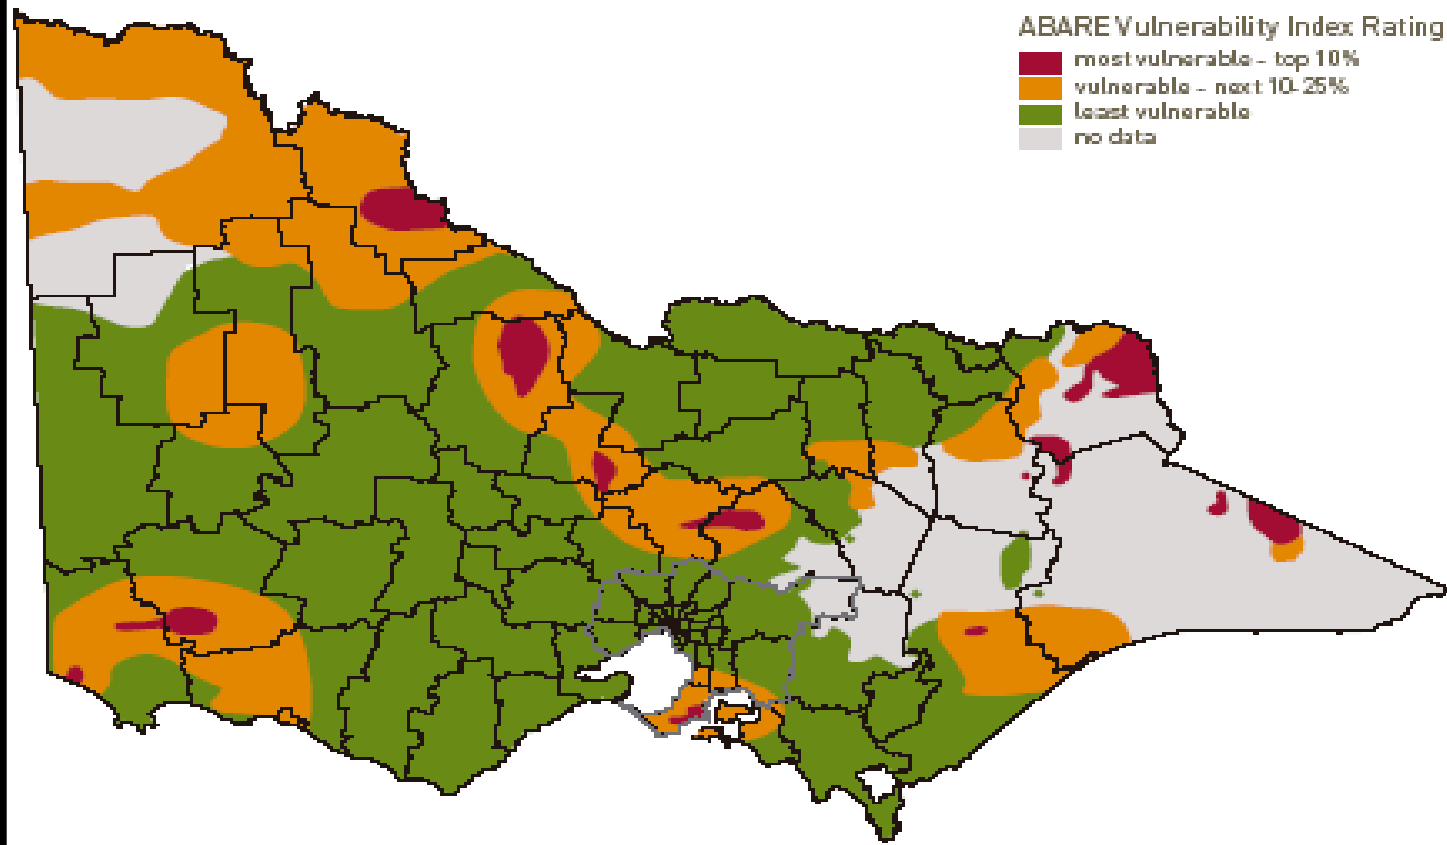 ABARE Vulnerability Index Rating
most vulnerable - top 10%
vulnerable - next 10-25%
least vulnerable
no data